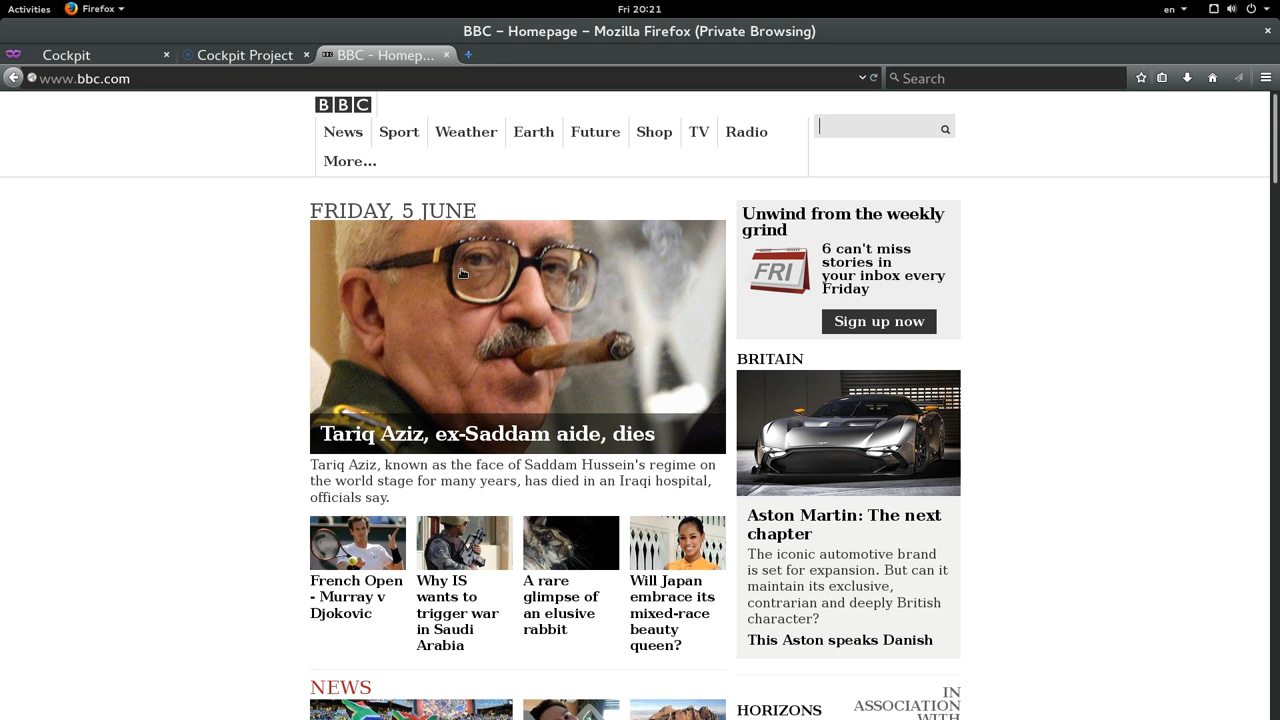 Activities Firefox Fri 20:21 en
BBC – Homepage – Mozilla Firefox (Private Browsing)
Cockpit × Cockpit Project × BBC - Homep... ×
www.bbc.com Search
BBC
News Sport Weather Earth Future Shop TV Radio
More...
FRIDAY, 5 JUNE
Tariq Aziz, ex-Saddam aide, dies
Tariq Aziz, known as the face of Saddam Hussein's regime on
the world stage for many years, has died in an Iraqi hospital,
officials say.
French Open
- Murray v
Djokovic
Why IS
wants to
trigger war
in Saudi
Arabia
A rare
glimpse of
an elusive
rabbit
Will Japan
embrace its
mixed-race
beauty
queen?
NEWS
Unwind from the weekly
grind
FRI
6 can't miss
stories in
your inbox every
Friday
Sign up now
BRITAIN
Aston Martin: The next
chapter
The iconic automotive brand
is set for expansion. But can it
maintain its exclusive,
contrarian and deeply British
character?
This Aston speaks Danish
HORIZONS
IN
ASSOCIATION
WITH